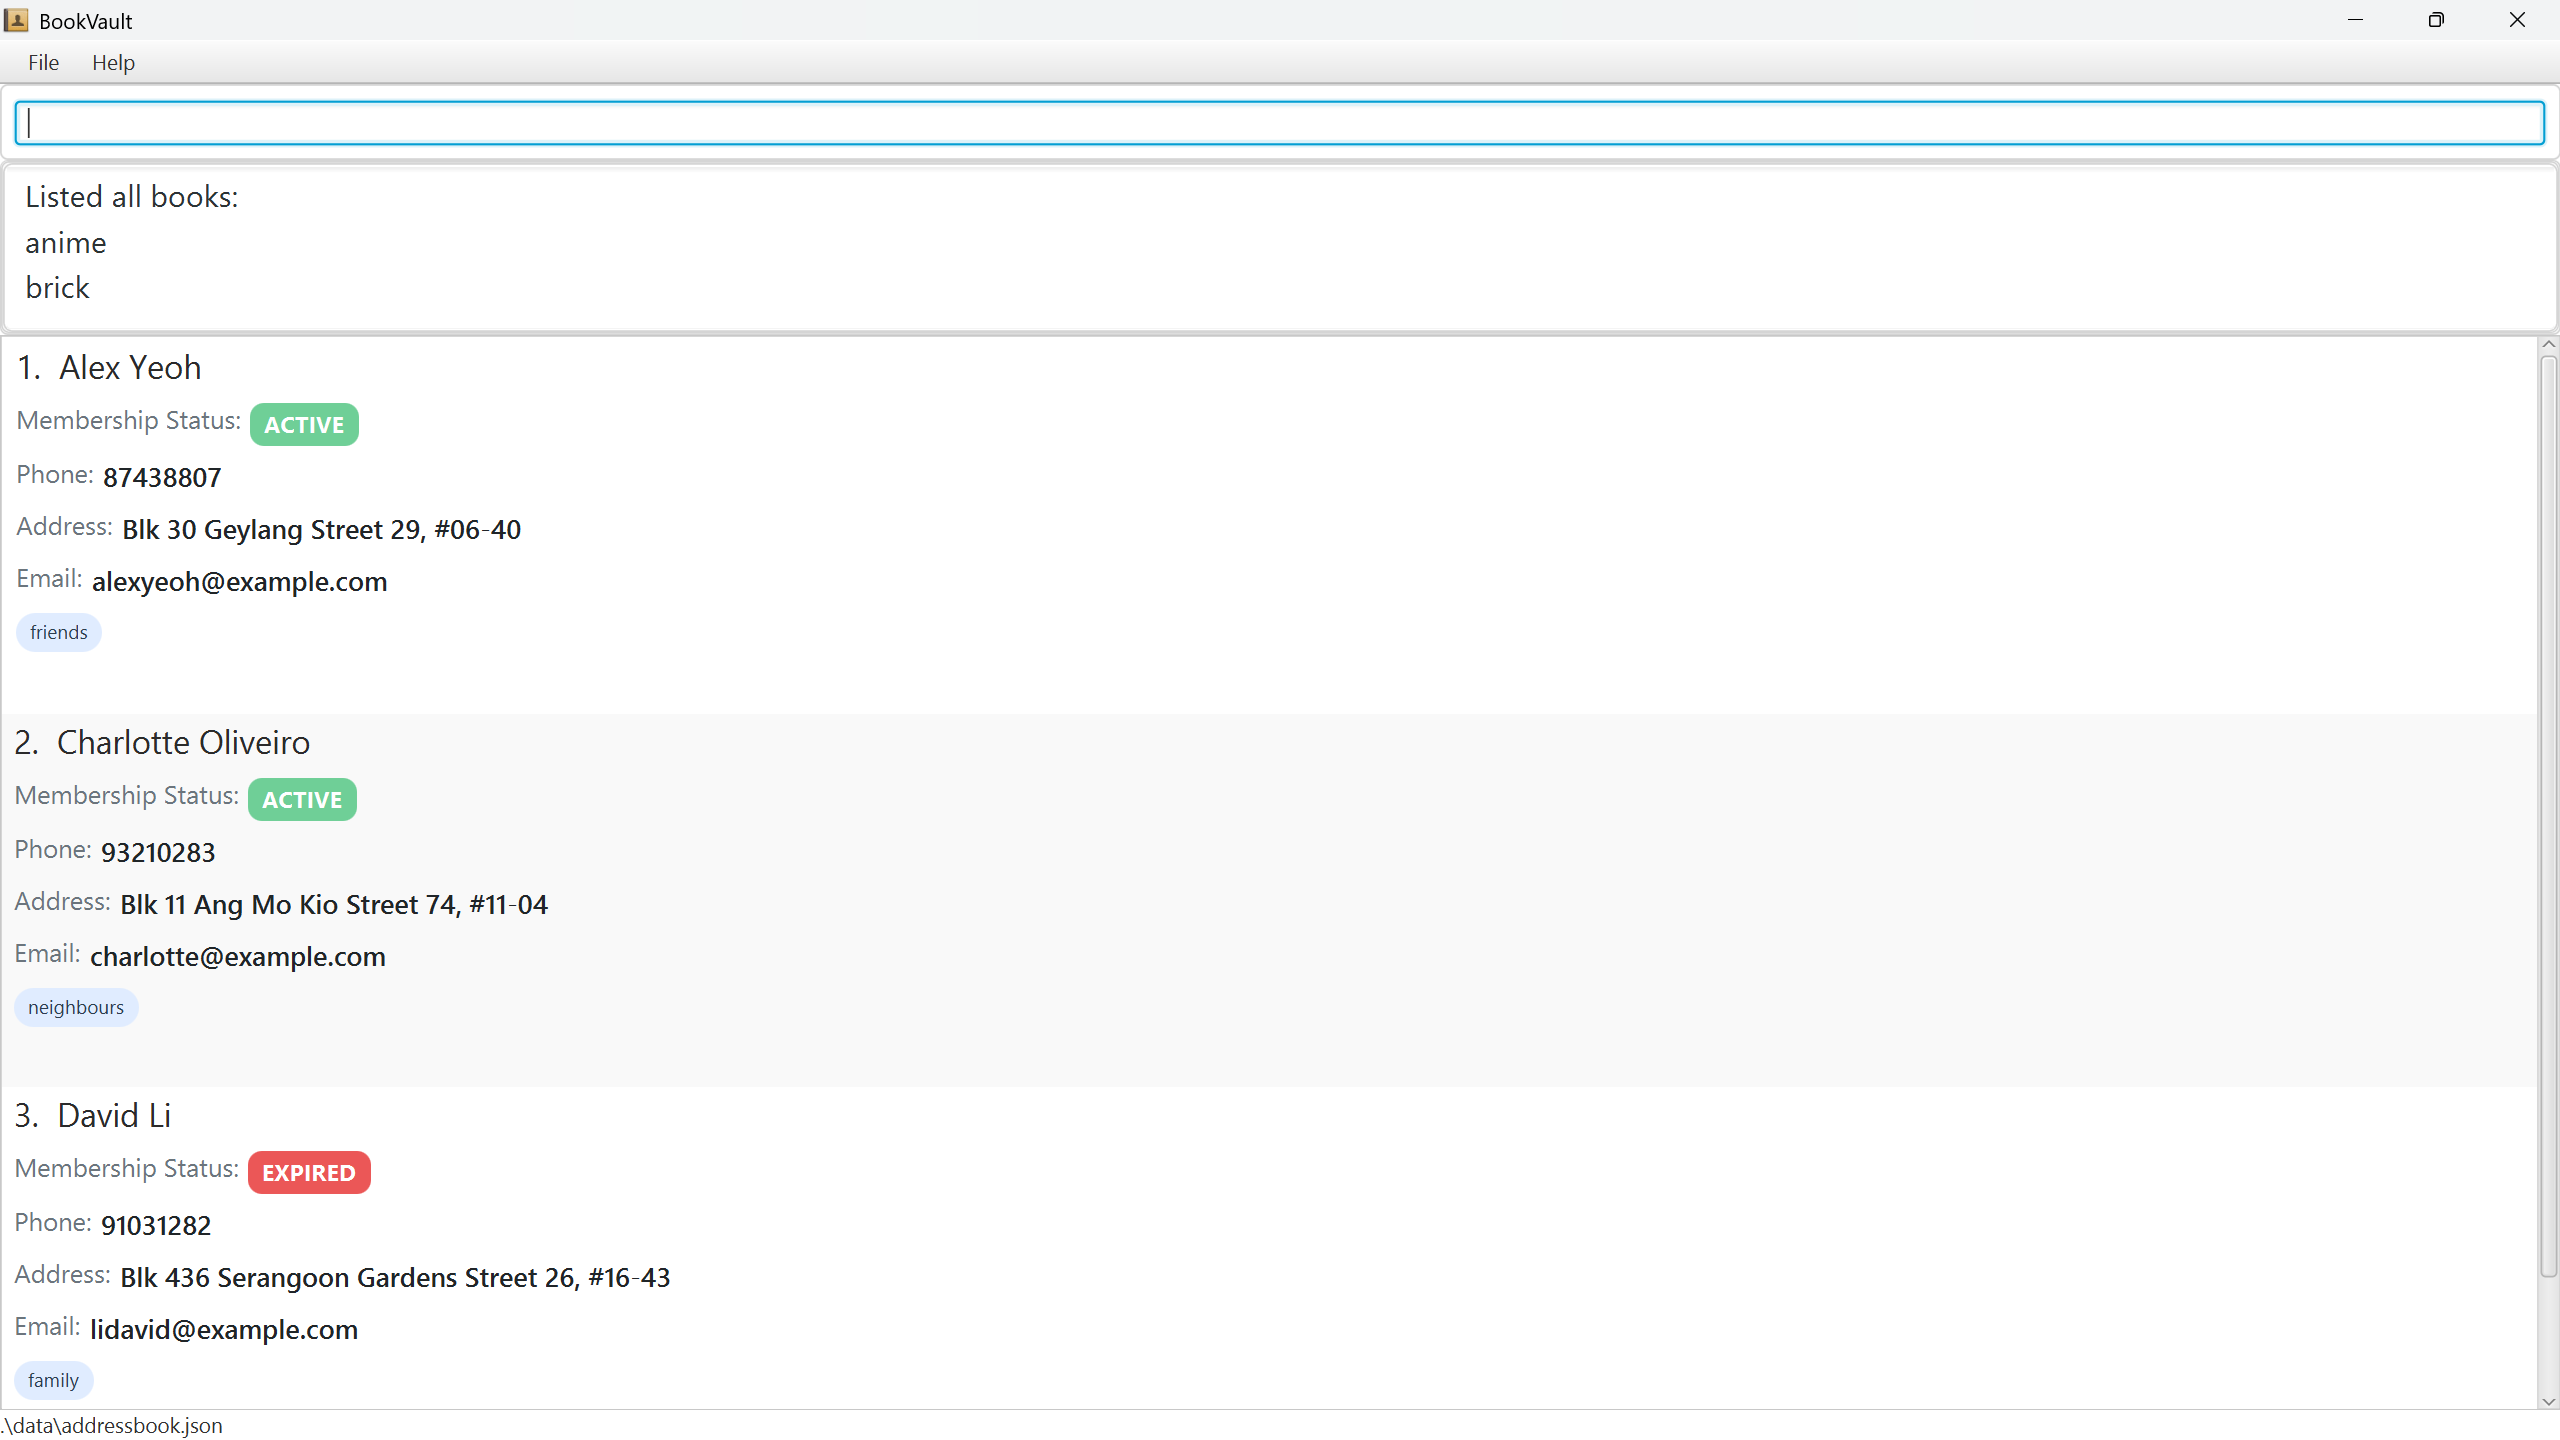 BookVault
File Help
Listed all books:
anime
brick
1. Alex Yeoh
Membership Status: ACTIVE
Phone: 87438807
Address: Blk 30 Geylang Street 29, #06-40
Email: alexyeoh@example.com
friends
2. Charlotte Oliveiro
Membership Status: ACTIVE
Phone: 93210283
Address: Blk 11 Ang Mo Kio Street 74, #11-04
Email: charlotte@example.com
neighbours
3. David Li
Membership Status: EXPIRED
Phone: 91031282
Address: Blk 436 Serangoon Gardens Street 26, #16-43
Email: lidavid@example.com
family
.\data\addressbook.json